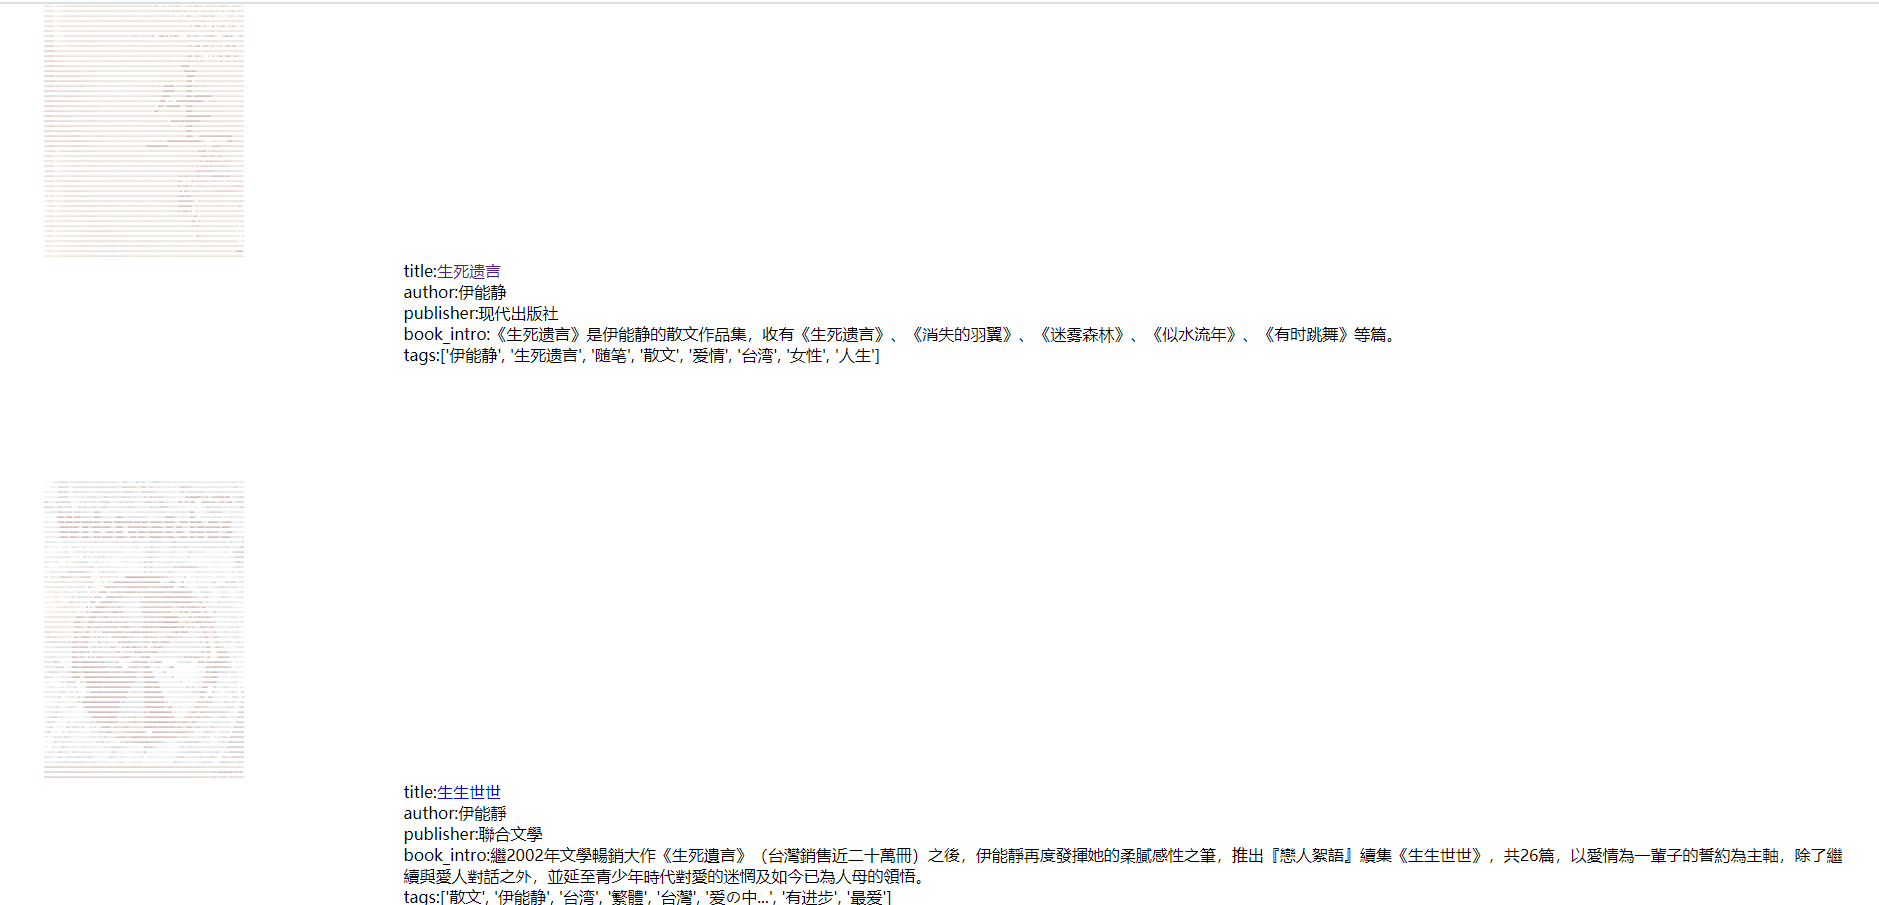 title:生死遗言
author:伊能静
publisher:现代出版社
book_intro:《生死遗言》是伊能静的散文作品集，收有《生死遗言》、《消失的羽翼》、《迷雾森林》、《似水流年》、《有时跳舞》等篇。
tags:['伊能静', '生死遗言', '随笔', '散文', '爱情', '台湾', '女性', '人生']
title:生生世世
author:伊能靜
publisher:聯合文學
book_intro:繼2002年文學暢銷大作《生死遺言》（台灣銷售近二十萬冊）之後，伊能靜再度發揮她的柔膩感性之筆，推出『戀人絮語』續集《生生世世》，共26篇，以愛情為一輩子的誓約為主軸，除了繼
續與愛人對話之外，並延至青少年時代對愛的迷惘及如今已為人母的領悟。
tags:['散文', '伊能静', '台湾', '繁體', '台灣', '爱の中...', '有进步', '最爱']